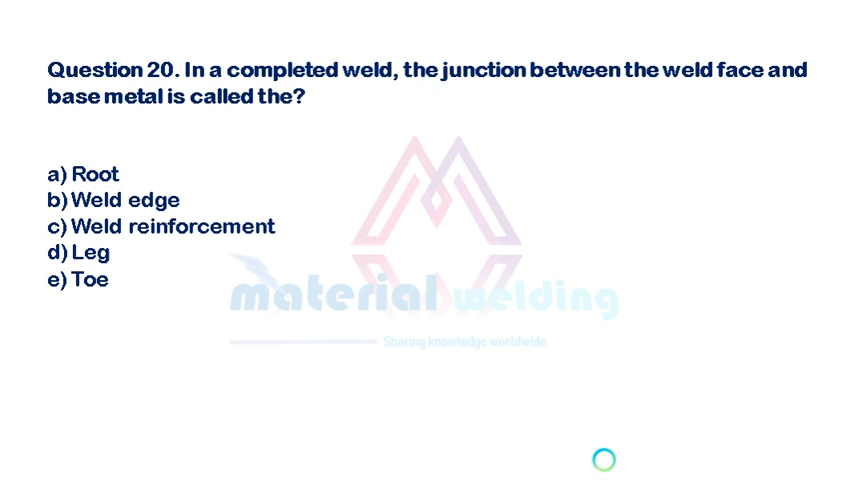 Question 20. In a completed weld, the junction between the weld face and
base metal is called the?
a) Root
b) Weld edge
c) Weld reinforcement
d) Leg
e) Toe
material welding
Sharing knowledge worldwide